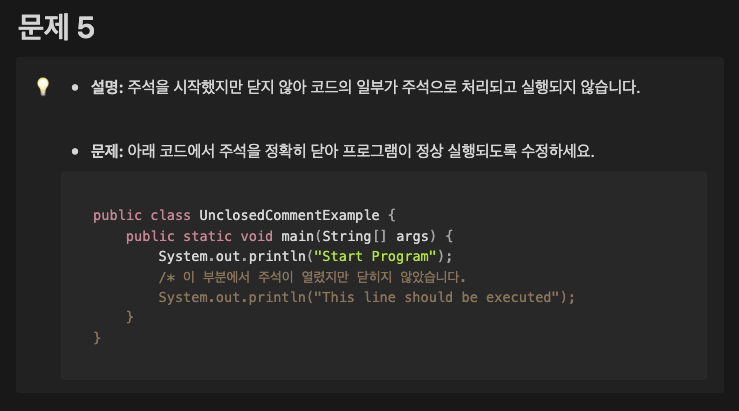 문제 5
💡
• 설명: 주석을 시작했지만 닫지 않아 코드의 일부가 주석으로 처리되고 실행되지 않습니다.
• 문제: 아래 코드에서 주석을 정확히 닫아 프로그램이 정상 실행되도록 수정하세요.
public class UnclosedCommentExample {
    public static void main(String[] args) {
        System.out.println("Start Program");
        /* 이 부분에서 주석이 열렸지만 닫히지 않았습니다.
        System.out.println("This line should be executed");
    }
}